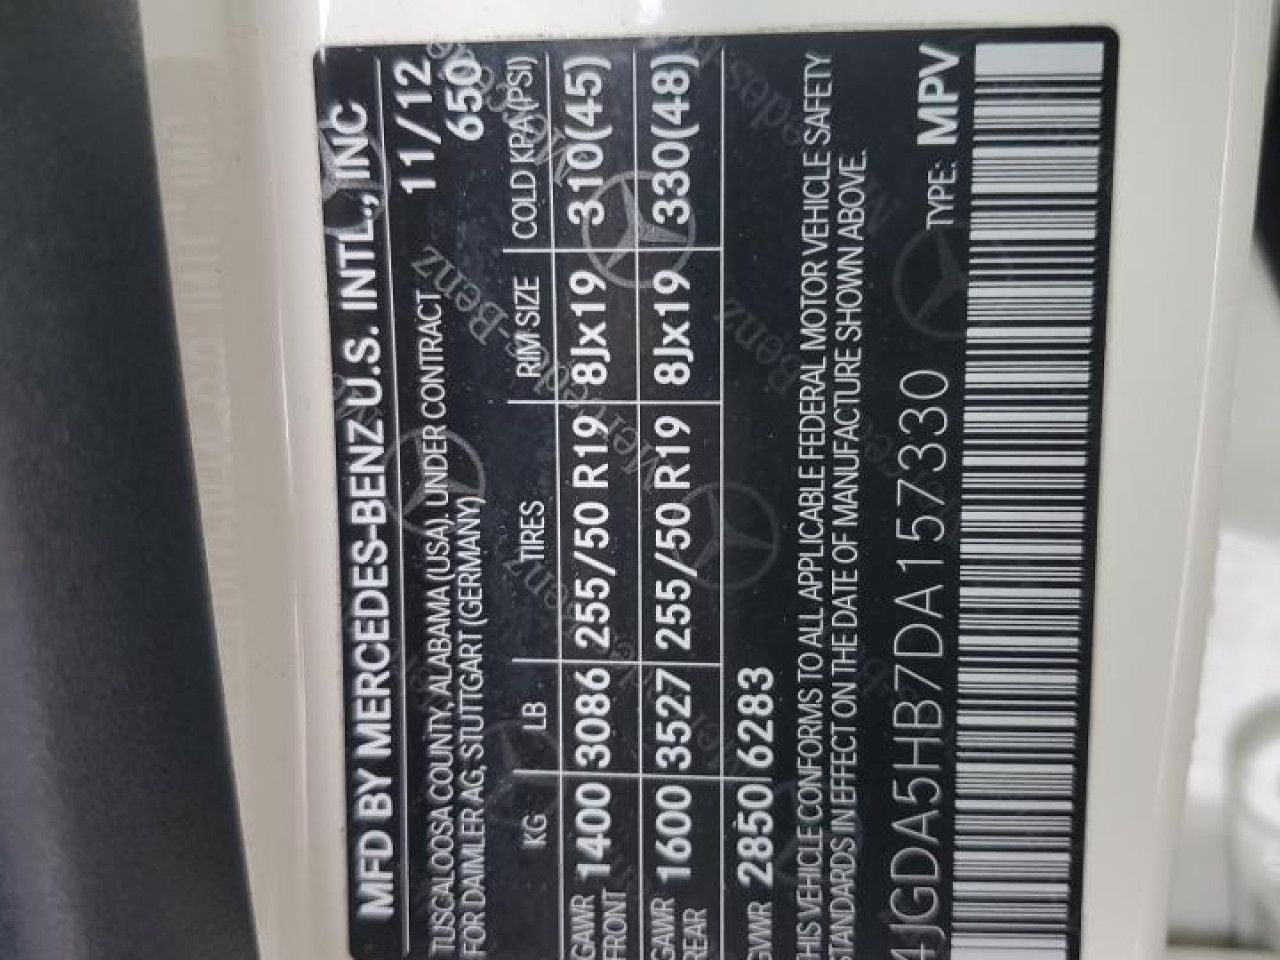 MFD BY MERCEDES-BENZ U.S. INTL., INC
TUSCALOOSA COUNTY, ALABAMA (USA). UNDER CONTRACT 11/12
FOR DAIMLER AG, STUTTGART (GERMANY) 650
KG LB TIRES RIM SIZE COLD KPA(PSI)
GAWR FRONT 1400 3086 255/50 R19 8Jx19 310(45)
GAWR REAR 1600 3527 255/50 R19 8Jx19 330(48)
GVWR 2850 6283
THIS VEHICLE CONFORMS TO ALL APPLICABLE FEDERAL MOTOR VEHICLE SAFETY
STANDARDS IN EFFECT ON THE DATE OF MANUFACTURE SHOWN ABOVE.
4JGDA5HB7DA157330 TYPE: MPV